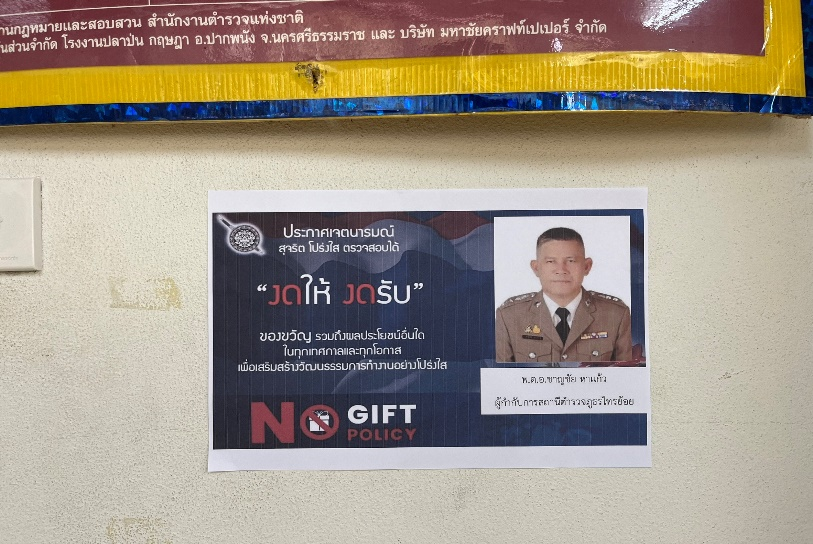 านกฎหมายและสอบสวน สำนักงานตำรวจแห่งชาติ
นส่วนจำกัด โรงงานปลาป่น กฤษฎา อ.ปากพนัง จ.นครศรีธรรมราช และ บริษัท มหาชัยคราฟท์เปเปอร์ จำกัด
ประกาศเจตนารมณ์
สุจริต โปร่งใส ตรวจสอบได้
“งดให้ งดรับ”
ของขวัญ รวมถึงผลประโยชน์อื่นใด
ในทุกเทศกาลและทุกโอกาส
เพื่อเสริมสร้างวัฒนธรรมการทำงานอย่างโปร่งใส
NO GIFT
POLICY
พ.ต.อ.ชาญชัย หาแก้ว
ผู้กำกับการสถานีตำรวจภูธรไทรย้อย